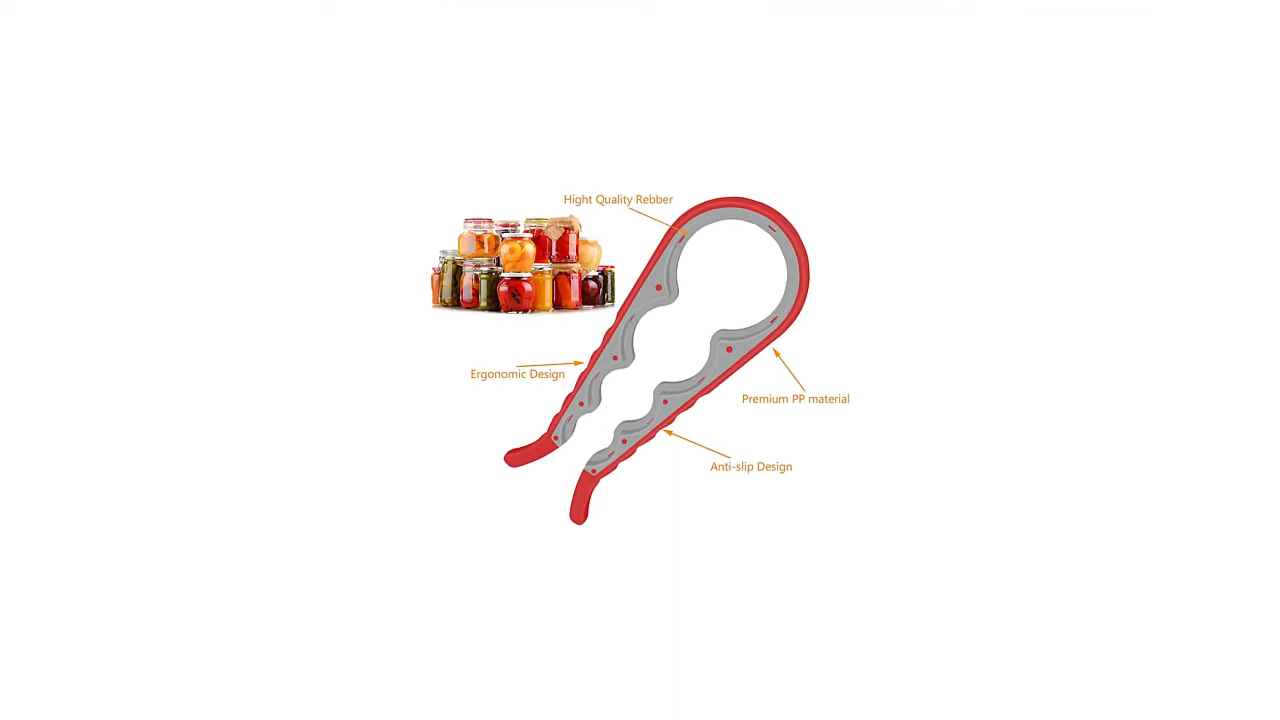 Hight Quality Rebber
Ergonomic Design
Premium PP material
Anti-slip Design